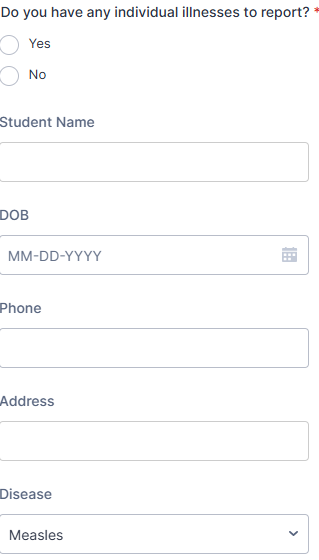 Do you have any individual illnesses to report? *
Yes
No
Student Name
DOB
MM-DD-YYYY
Phone
Address
Disease
Measles